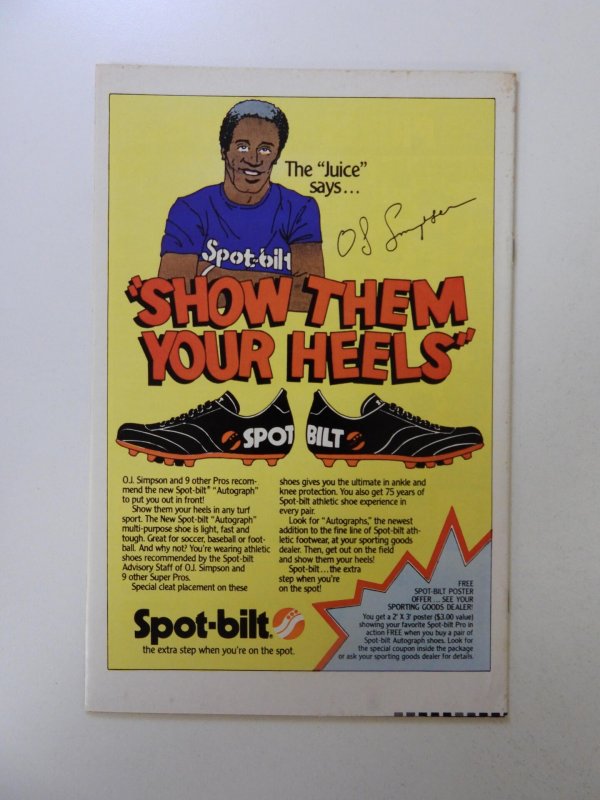 The "Juice"
says...
OJ Simpson
Spot-bilt
"SHOW THEM
YOUR HEELS"
SPOT BILT
O.J. Simpson and 9 other Pros recom-
mend the new Spot-bilt® "Autograph"
to put you out in front!
Show them your heels in any turf
sport. The New Spot-bilt "Autograph"
multi-purpose shoe is light, fast and
tough. Great for soccer, baseball or foot-
ball. And why not? You're wearing athletic
shoes recommended by the Spot-bilt
Advisory Staff of O.J. Simpson and
9 other Super Pros.
Special cleat placement on these
shoes gives you the ultimate in ankle and
knee protection. You also get 75 years of
Spot-bilt athletic shoe experience in
every pair.
Look for "Autographs," the newest
addition to the fine line of Spot-bilt ath-
letic footwear, at your sporting goods
dealer. Then, get out on the field
and show them your heels!
Spot-bilt...the extra
step when you're
on the spot!
FREE
SPOT-BILT POSTER
OFFER ... SEE YOUR
SPORTING GOODS DEALER!
You get a 2' X 3' poster ($3.00 value)
showing your favorite Spot-bilt Pro in
action FREE when you buy a pair of
Spot-bilt Autograph shoes. Look for
the special coupon inside the package
or ask your sporting goods dealer for details.
Spot-bilt®
the extra step when you're on the spot.